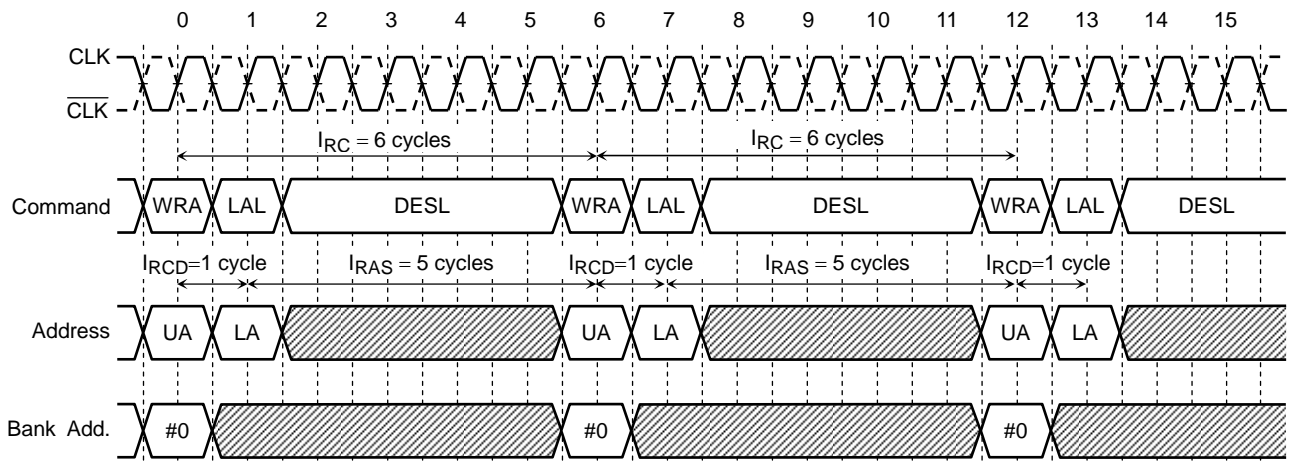 0 1 2 3 4 5 6 7 8 9 10 11 12 13 14 15
CLK
CLK
IRC = 6 cycles IRC = 6 cycles
Command WRA LAL DESL WRA LAL DESL WRA LAL DESL
IRCD=1 cycle IRAS = 5 cycles IRCD=1 cycle IRAS = 5 cycles IRCD=1 cycle
Address UA LA UA LA UA LA
Bank Add. #0 #0 #0